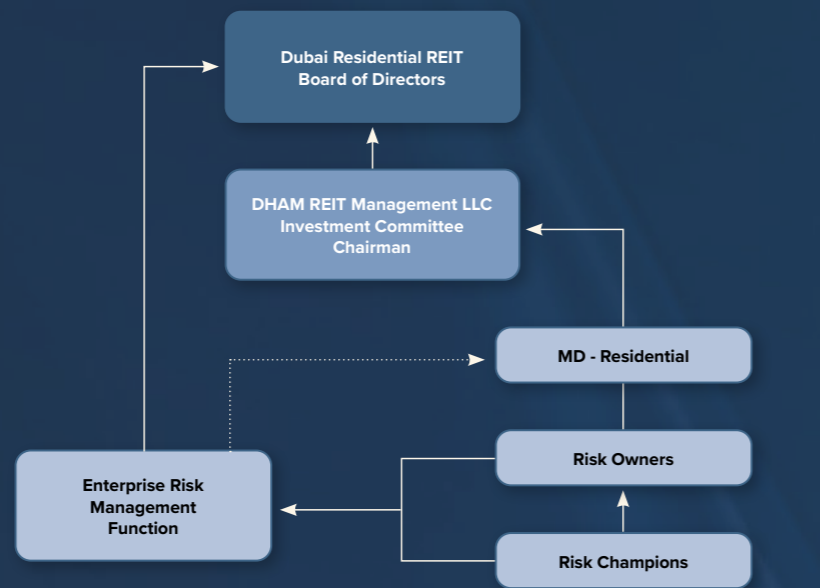 Dubai Residential REIT
Board of Directors
DHAM REIT Management LLC
Investment Committee
Chairman
MD - Residential
Risk Owners
Enterprise Risk
Management
Function
Risk Champions